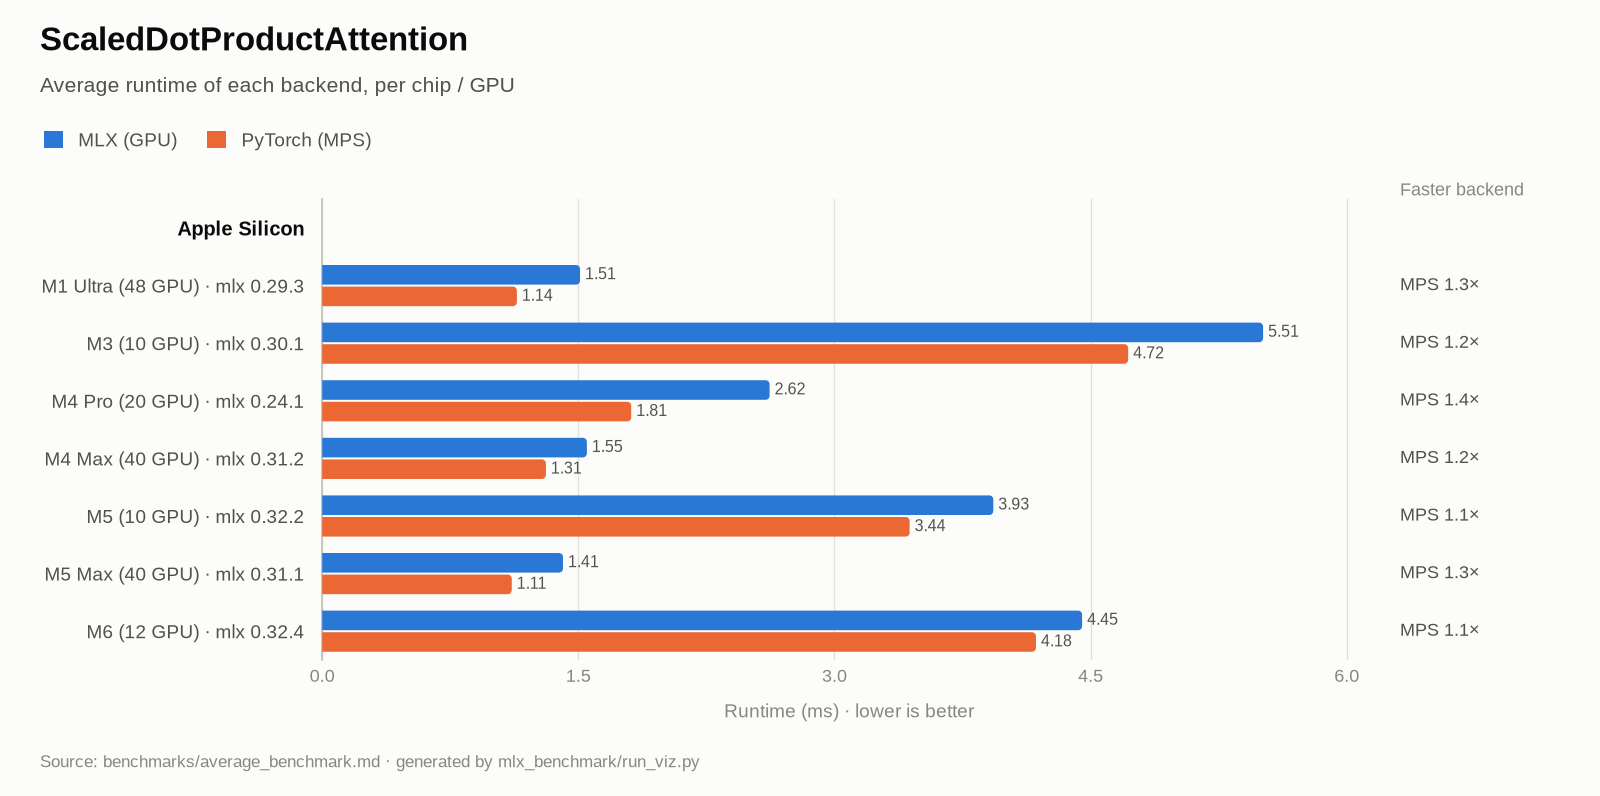 ScaledDotProductAttention
Average runtime of each backend, per chip / GPU
MLX (GPU) PyTorch (MPS)
Faster backend
Apple Silicon
M1 Ultra (48 GPU) · mlx 0.29.3 1.51 1.14 MPS 1.3×
M3 (10 GPU) · mlx 0.30.1 5.51 4.72 MPS 1.2×
M4 Pro (20 GPU) · mlx 0.24.1 2.62 1.81 MPS 1.4×
M4 Max (40 GPU) · mlx 0.31.2 1.55 1.31 MPS 1.2×
M5 (10 GPU) · mlx 0.32.2 3.93 3.44 MPS 1.1×
M5 Max (40 GPU) · mlx 0.31.1 1.41 1.11 MPS 1.3×
M6 (12 GPU) · mlx 0.32.4 4.45 4.18 MPS 1.1×
0.0 1.5 3.0 4.5 6.0
Runtime (ms) · lower is better
Source: benchmarks/average_benchmark.md · generated by mlx_benchmark/run_viz.py